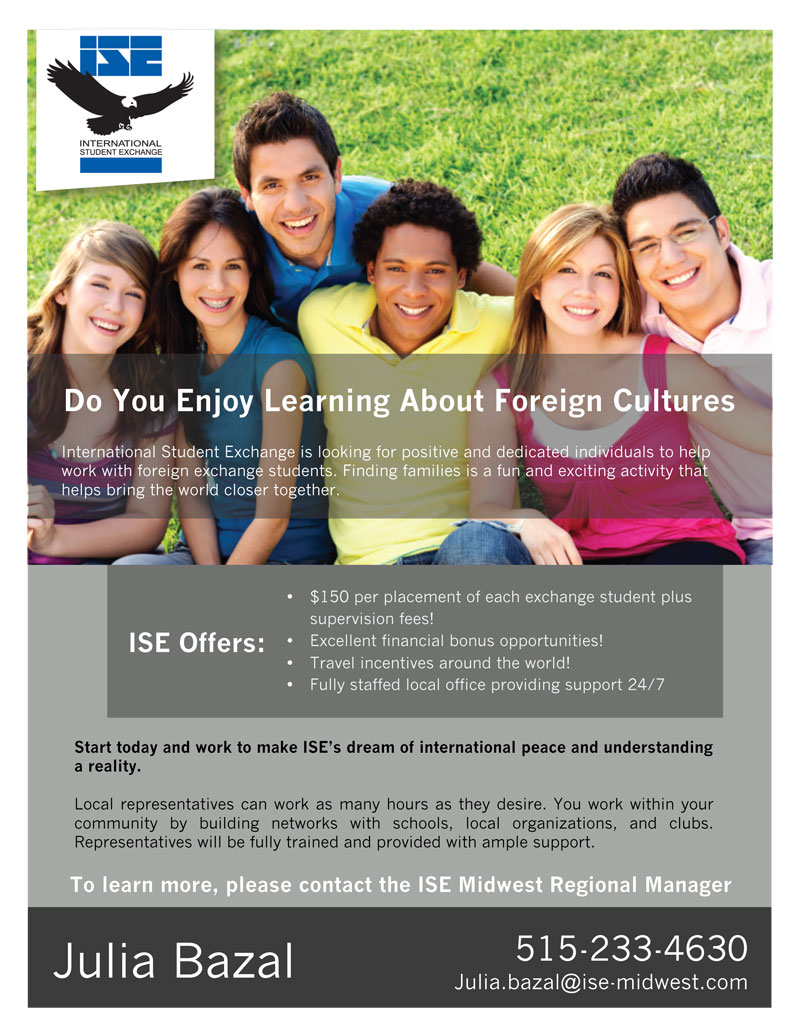 ISE
INTERNATIONAL
STUDENT EXCHANGE
Do You Enjoy Learning About Foreign Cultures
International Student Exchange is looking for positive and dedicated individuals to help
work with foreign exchange students. Finding families is a fun and exciting activity that
helps bring the world closer together.
ISE Offers:
• $150 per placement of each exchange student plus
supervision fees!
• Excellent financial bonus opportunities!
• Travel incentives around the world!
• Fully staffed local office providing support 24/7
Start today and work to make ISE's dream of international peace and understanding
a reality.
Local representatives can work as many hours as they desire. You work within your
community by building networks with schools, local organizations, and clubs.
Representatives will be fully trained and provided with ample support.
To learn more, please contact the ISE Midwest Regional Manager
Julia Bazal
515-233-4630
Julia.bazal@ise-midwest.com